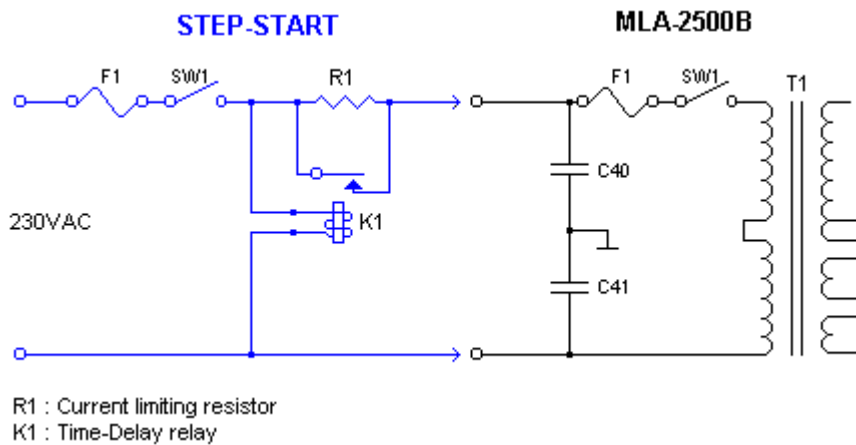 STEP-START
MLA-2500B
F1
SW1
R1
F1
SW1
T1
C40
230VAC
K1
C41
R1 : Current limiting resistor
K1 : Time-Delay relay